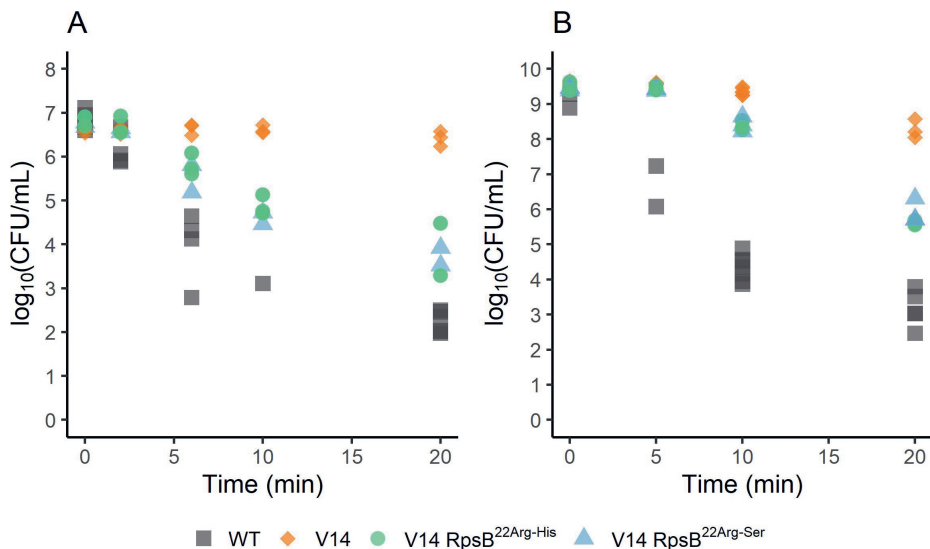 A
B
log₁₀(CFU/mL)
8
7
6
5
4
3
2
1
0
0 5 10 15 20
Time (min)
log₁₀(CFU/mL)
10
9
8
7
6
5
4
3
2
1
0
0 5 10 15 20
Time (min)
WT V14 V14 RpsB²²ᴬʳᵍ⁻ᴴⁱˢ V14 RpsB²²ᴬʳᵍ⁻ˢᵉʳ